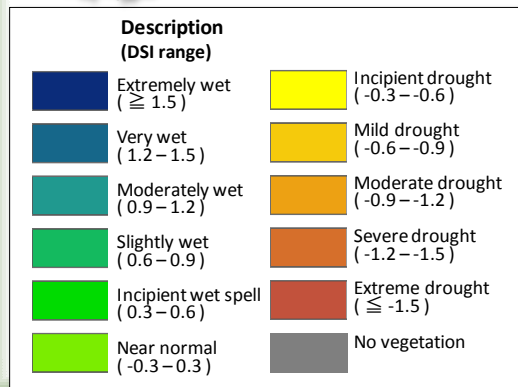 Description
(DSI range)
Extremely wet
( ≧ 1.5)
Very wet
( 1.2 – 1.5 )
Moderately wet
( 0.9 – 1.2 )
Slightly wet
( 0.6 – 0.9 )
Incipient wet spell
( 0.3 – 0.6 )
Near normal
( -0.3 – 0.3 )
Incipient drought
( -0.3 – -0.6 )
Mild drought
( -0.6 – -0.9 )
Moderate drought
( -0.9 – -1.2 )
Severe drought
( -1.2 – -1.5 )
Extreme drought
( ≦ -1.5 )
No vegetation